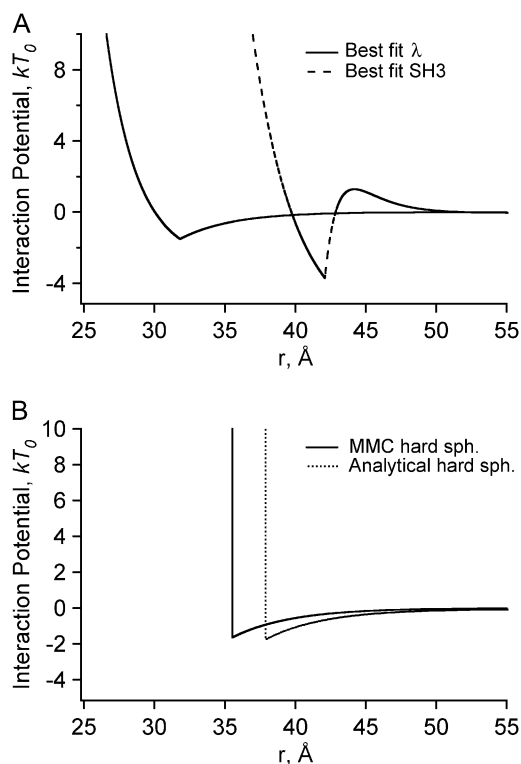 A
Interaction Potential, kT0
8
4
0
-4
Best fit λ
Best fit SH3
25 30 35 40 45 50 55
r, Å
B
Interaction Potential, kT0
10
8
6
4
2
0
-2
-4
MMC hard sph.
Analytical hard sph.
25 30 35 40 45 50 55
r, Å